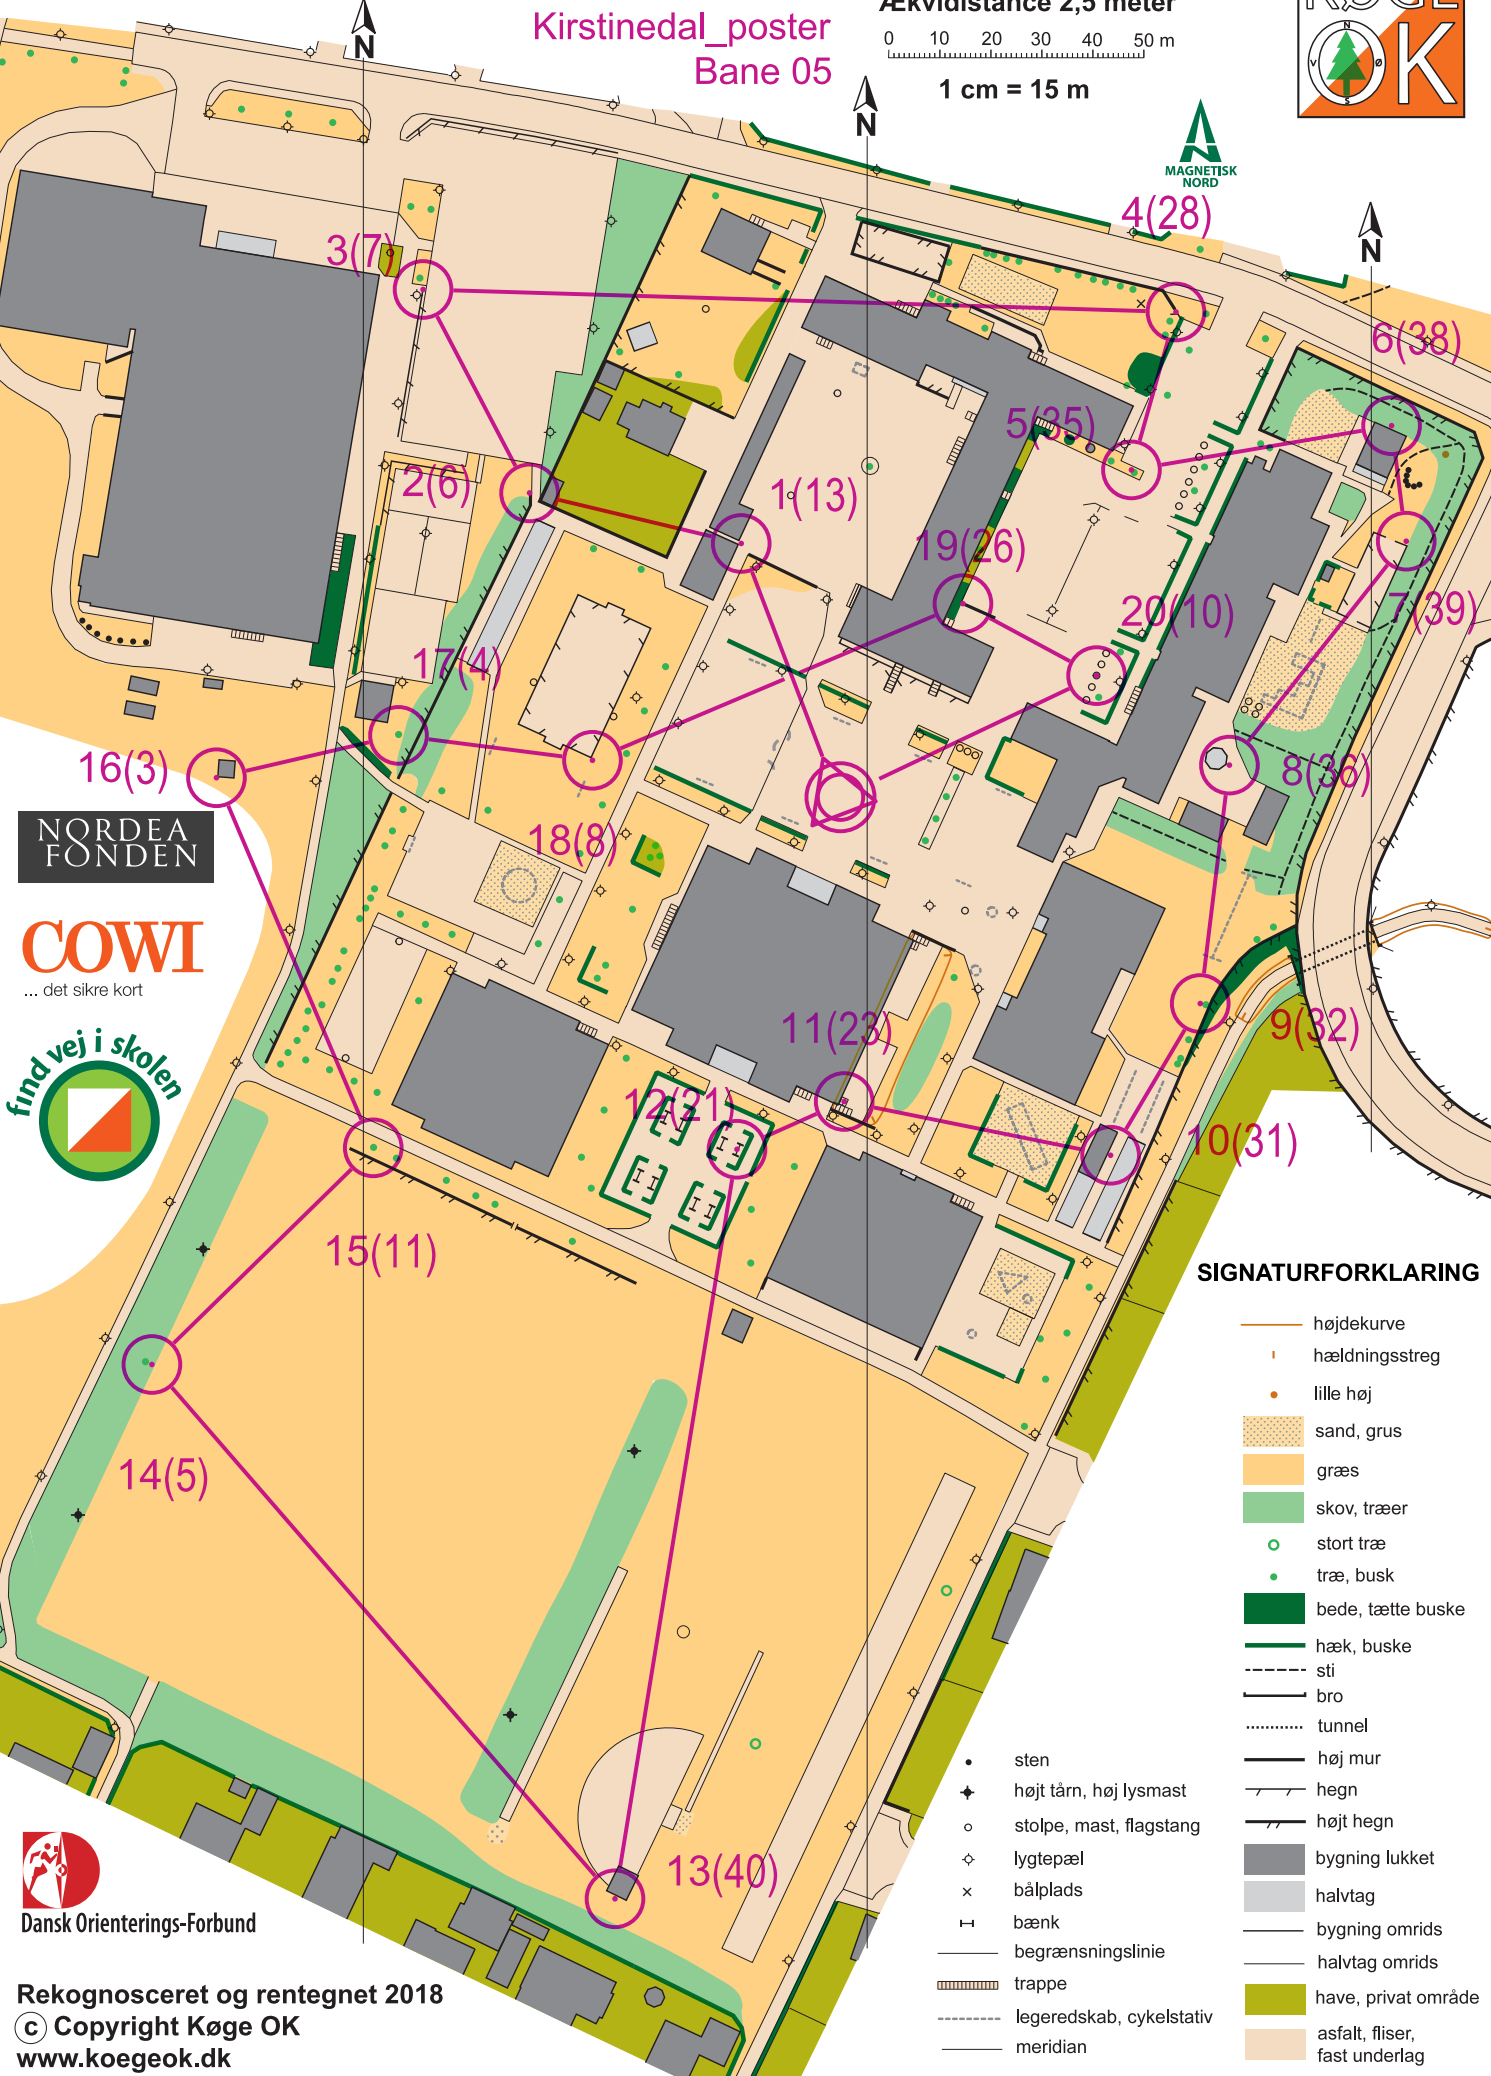 Kirstinedal_poster
Bane 05
Ækvidistance 2,5 meter
0 10 20 30 40 50 m
1 cm = 15 m
KØGE
OK
N
V Ø
S
N
N
N
MAGNETISK
NORD
4(28)
3(7)
6(38)
5(35)
2(6)
1(13)
19(26)
7(39)
20(10)
17(4)
16(3)
8(36)
18(8)
NORDEA
FONDEN
COWI
... det sikre kort
find vej i skolen
11(23)
9(32)
12(21)
10(31)
15(11)
14(5)
13(40)
SIGNATURFORKLARING
højdekurve
hældningsstreg
lille høj
sand, grus
græs
skov, træer
stort træ
træ, busk
bede, tætte buske
hæk, buske
sti
bro
tunnel
høj mur
hegn
højt hegn
bygning lukket
halvtag
bygning omrids
halvtag omrids
have, privat område
asfalt, fliser,
fast underlag
sten
højt tårn, høj lysmast
stolpe, mast, flagstang
lygtepæl
bålplads
bænk
begrænsningslinie
trappe
legeredskab, cykelstativ
meridian
Dansk Orienterings-Forbund
Rekognosceret og rentegnet 2018
c Copyright Køge OK
www.koegeok.dk